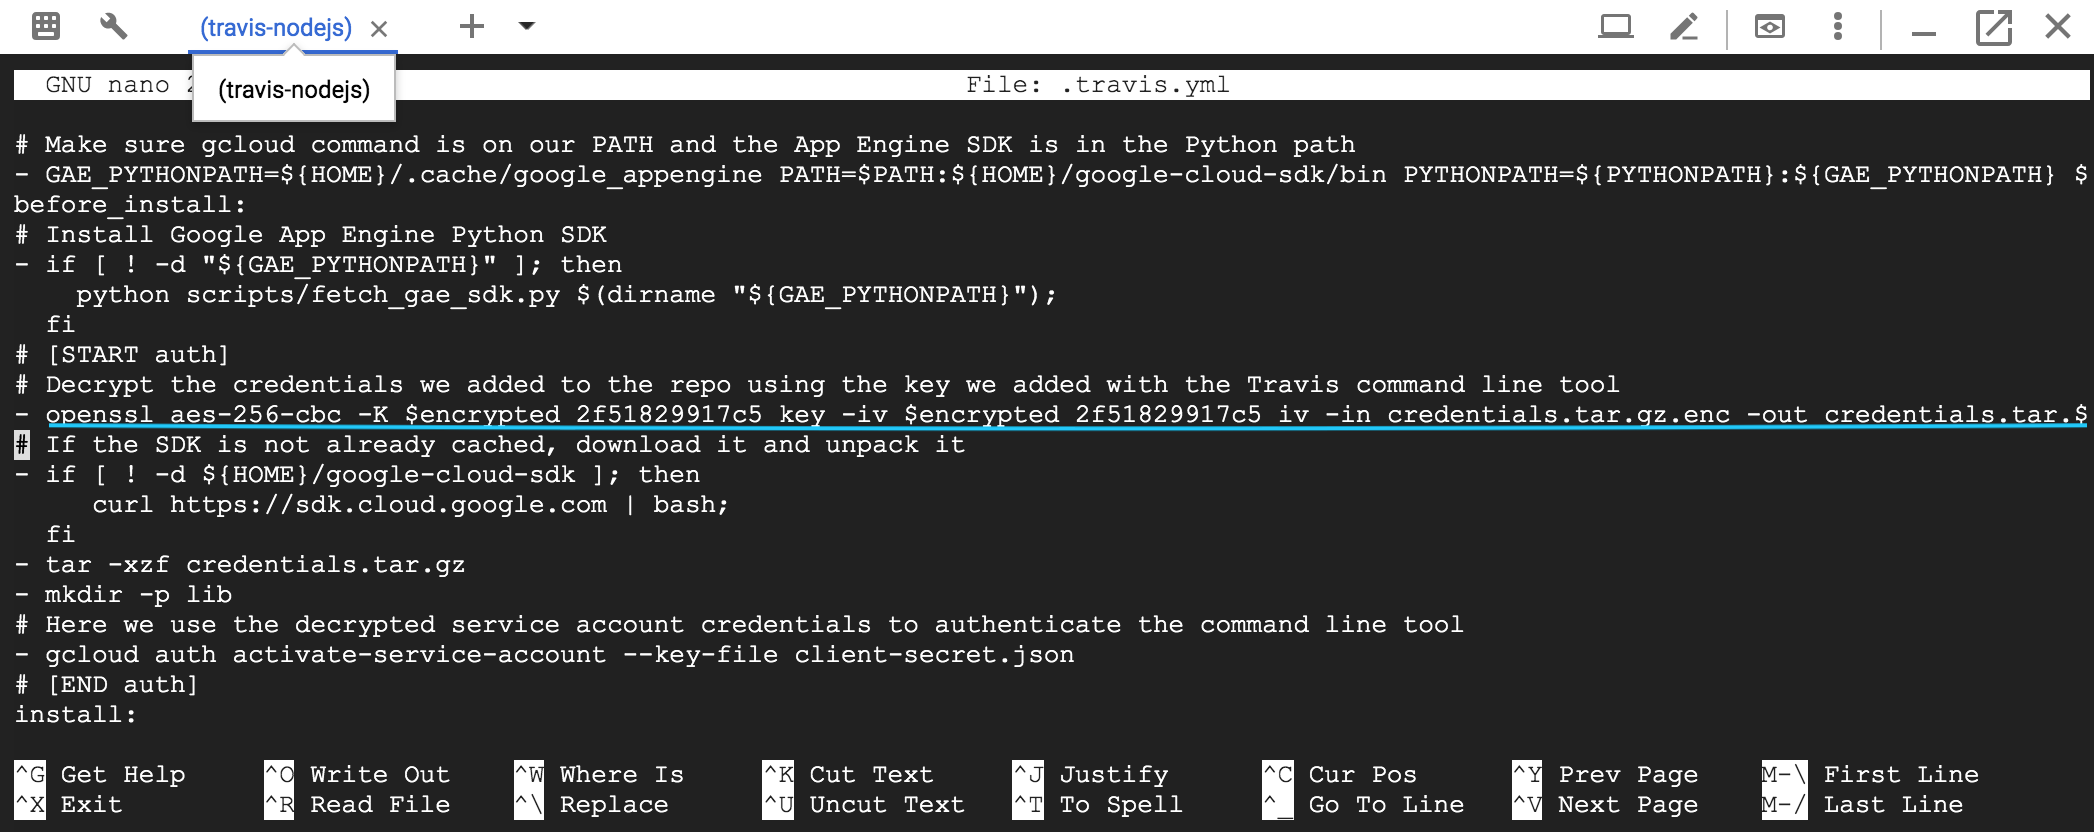 (travis-nodejs)
(travis-nodejs)
GNU nano
File: .travis.yml
# Make sure gcloud command is on our PATH and the App Engine SDK is in the Python path
- GAE_PYTHONPATH=${HOME}/.cache/google_appengine PATH=$PATH:${HOME}/google-cloud-sdk/bin PYTHONPATH=${PYTHONPATH}:${GAE_PYTHONPATH} $
before_install:
# Install Google App Engine Python SDK
- if [ ! -d "${GAE_PYTHONPATH}" ]; then
python scripts/fetch_gae_sdk.py $(dirname "${GAE_PYTHONPATH}");
fi
# [START auth]
# Decrypt the credentials we added to the repo using the key we added with the Travis command line tool
- openssl aes-256-cbc -K $encrypted_2f51829917c5_key -iv $encrypted_2f51829917c5_iv -in credentials.tar.gz.enc -out credentials.tar.$
# If the SDK is not already cached, download it and unpack it
- if [ ! -d ${HOME}/google-cloud-sdk ]; then
curl https://sdk.cloud.google.com | bash;
fi
- tar -xzf credentials.tar.gz
- mkdir -p lib
# Here we use the decrypted service account credentials to authenticate the command line tool
- gcloud auth activate-service-account --key-file client-secret.json
# [END auth]
install:
^G Get Help ^O Write Out ^W Where Is ^K Cut Text ^J Justify ^C Cur Pos ^Y Prev Page M-\ First Line
^X Exit ^R Read File ^\ Replace ^U Uncut Text ^T To Spell ^_ Go To Line ^V Next Page M-/ Last Line